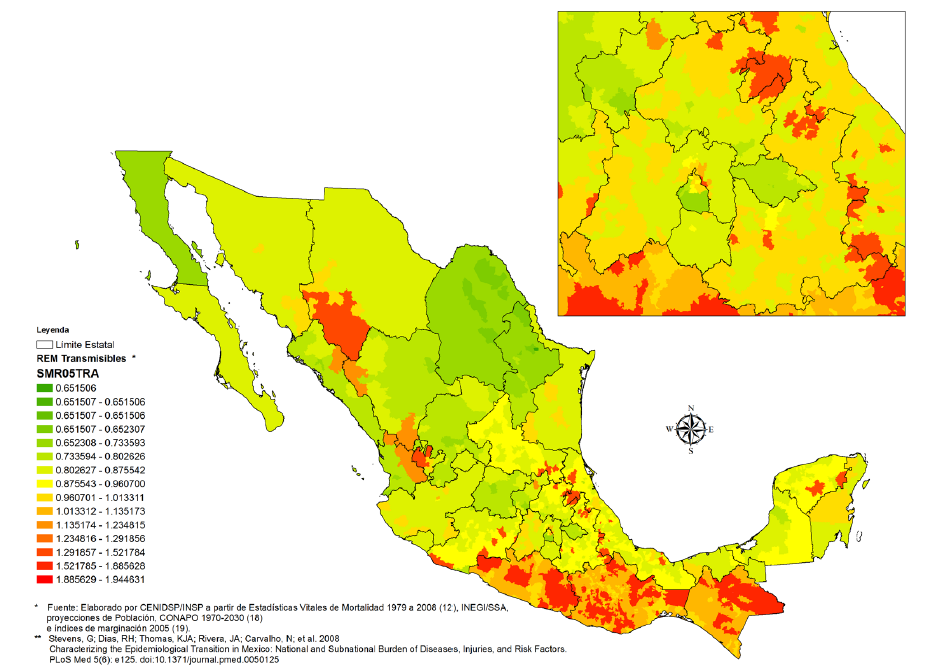 N
W E
S
Leyenda
Límite Estatal
REM Transmisibles *
SMR05TRA
0.651506
0.651507 - 0.651506
0.651507 - 0.651506
0.651507 - 0.652307
0.652308 - 0.733593
0.733594 - 0.802626
0.802627 - 0.875542
0.875543 - 0.960700
0.960701 - 1.013311
1.013312 - 1.135173
1.135174 - 1.234815
1.234816 - 1.291856
1.291857 - 1.521784
1.521785 - 1.885628
1.885629 - 1.944631
* Fuente: Elaborado por CENIDSP/INSP a partir de Estadísticas Vitales de Mortalidad 1979 a 2008 (12), INEGI/SSA,
proyecciones de Población, CONAPO 1970-2030 (18)
e índices de marginación 2005 (19).
** Stevens, G; Dias, RH; Thomas, KJA; Rivera, JA; Carvalho, N; et al. 2008
Characterizing the Epidemiological Transition in Mexico: National and Subnational Burden of Diseases, Injuries, and Risk Factors.
PLoS Med 5(6): e125. doi:10.1371/journal.pmed.0050125